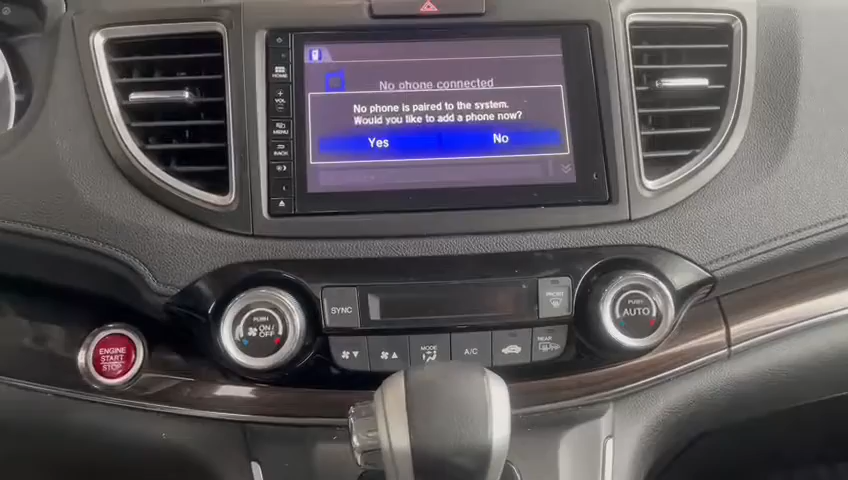 No phone connected
No phone is paired to the system.
Would you like to add a phone now?
Yes No
HOME
VOL
MENU
BACK
PUSH
ON/
OFF
SYNC
FRONT
PUSH
AUTO
MODE
A/C
REAR
ENGINE
START
STOP